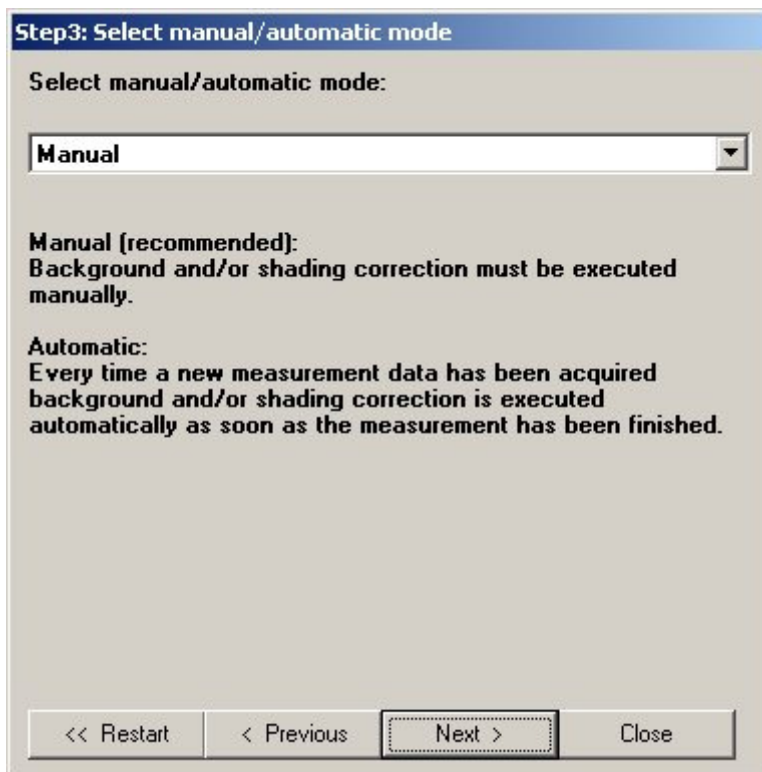 Step3: Select manual/automatic mode
Select manual/automatic mode:
Manual
Manual (recommended):
Background and/or shading correction must be executed
manually.
Automatic:
Every time a new measurement data has been acquired
background and/or shading correction is executed
automatically as soon as the measurement has been finished.
<< Restart
< Previous
Next >
Close